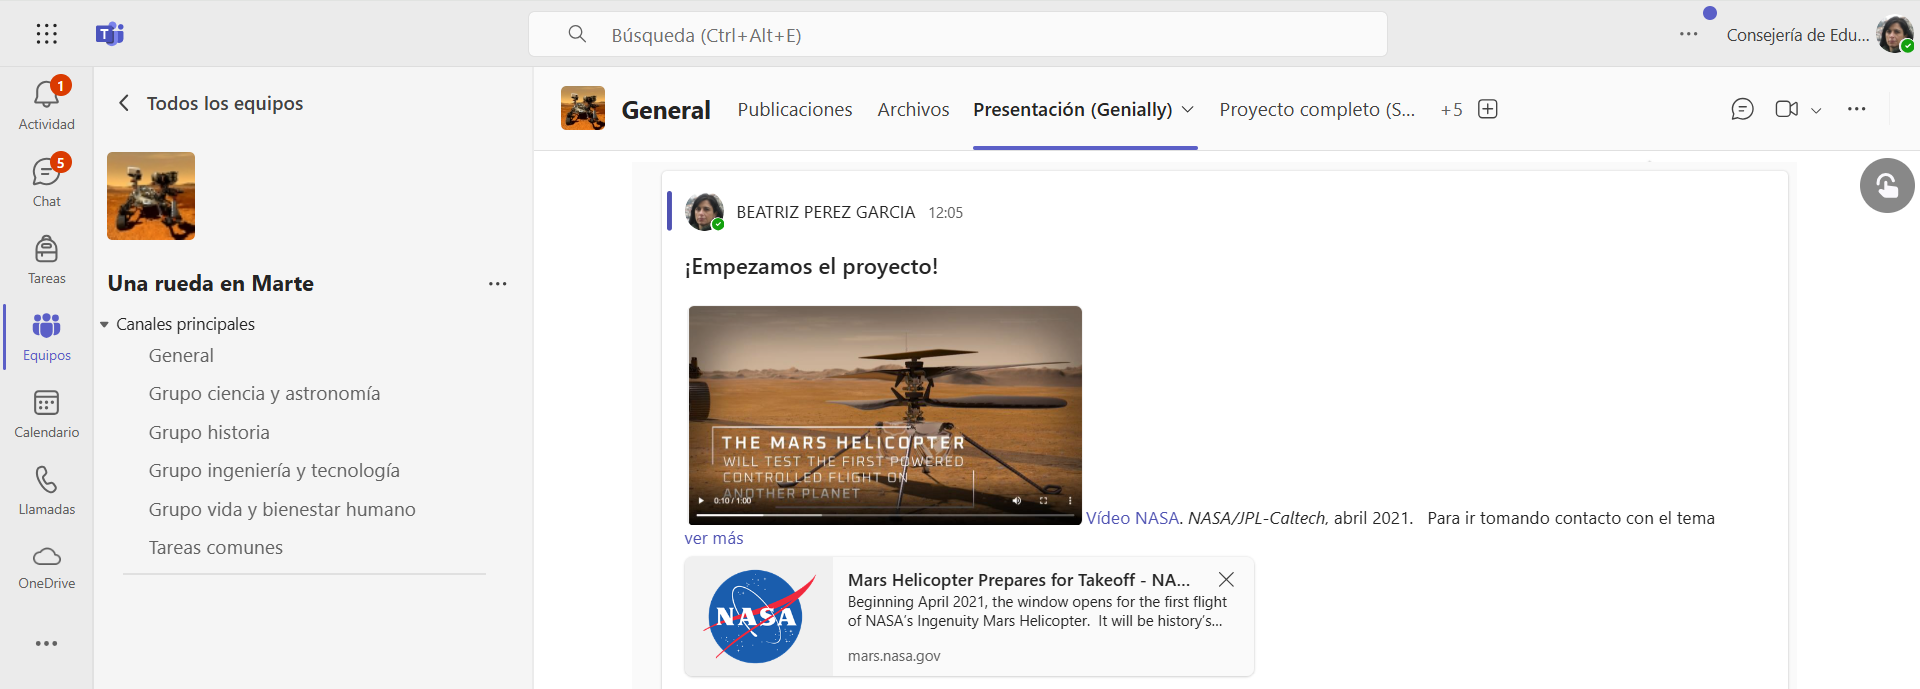 Búsqueda (Ctrl+Alt+E)
Consejería de Edu...
1
Actividad
5
Chat
Tareas
Equipos
Calendario
Llamadas
OneDrive
Todos los equipos
Una rueda en Marte
Canales principales
General
Grupo ciencia y astronomía
Grupo historia
Grupo ingeniería y tecnología
Grupo vida y bienestar humano
Tareas comunes
General Publicaciones Archivos Presentación (Genially) Proyecto completo (S... +5
BEATRIZ PEREZ GARCIA 12:05
¡Empezamos el proyecto!
THE MARS HELICOPTER
WILL TEST THE FIRST POWERED
CONTROLLED FLIGHT ON
ANOTHER PLANET
0:10 / 1:00
Vídeo NASA. NASA/JPL-Caltech, abril 2021. Para ir tomando contacto con el tema
ver más
NASA
Mars Helicopter Prepares for Takeoff - NA...
Beginning April 2021, the window opens for the first flight
of NASA's Ingenuity Mars Helicopter. It will be history's...
mars.nasa.gov